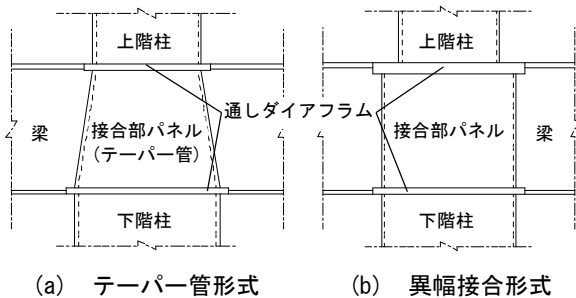 上階柱
上階柱
通しダイアフラム
梁
接合部パネル
(テーパー管)
接合部パネル
梁
下階柱
下階柱
(a) テーパー管形式
(b) 異幅接合形式